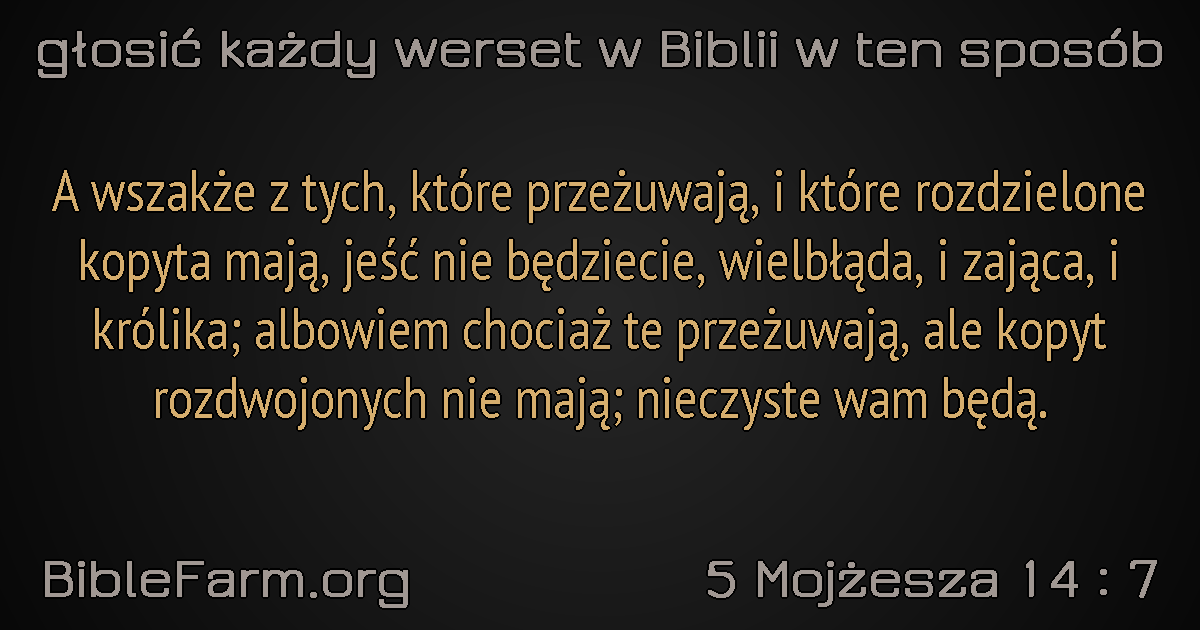 głosić każdy werset w Biblii w ten sposób
A wszakże z tych, które przeżuwają, i które rozdzielone
kopyta mają, jeść nie będziecie, wielbłąda, i zająca, i
królika; albowiem chociaż te przeżuwają, ale kopyt
rozdwojonych nie mają; nieczyste wam będą.
BibleFarm.org
5 Mojżesza 14 : 7